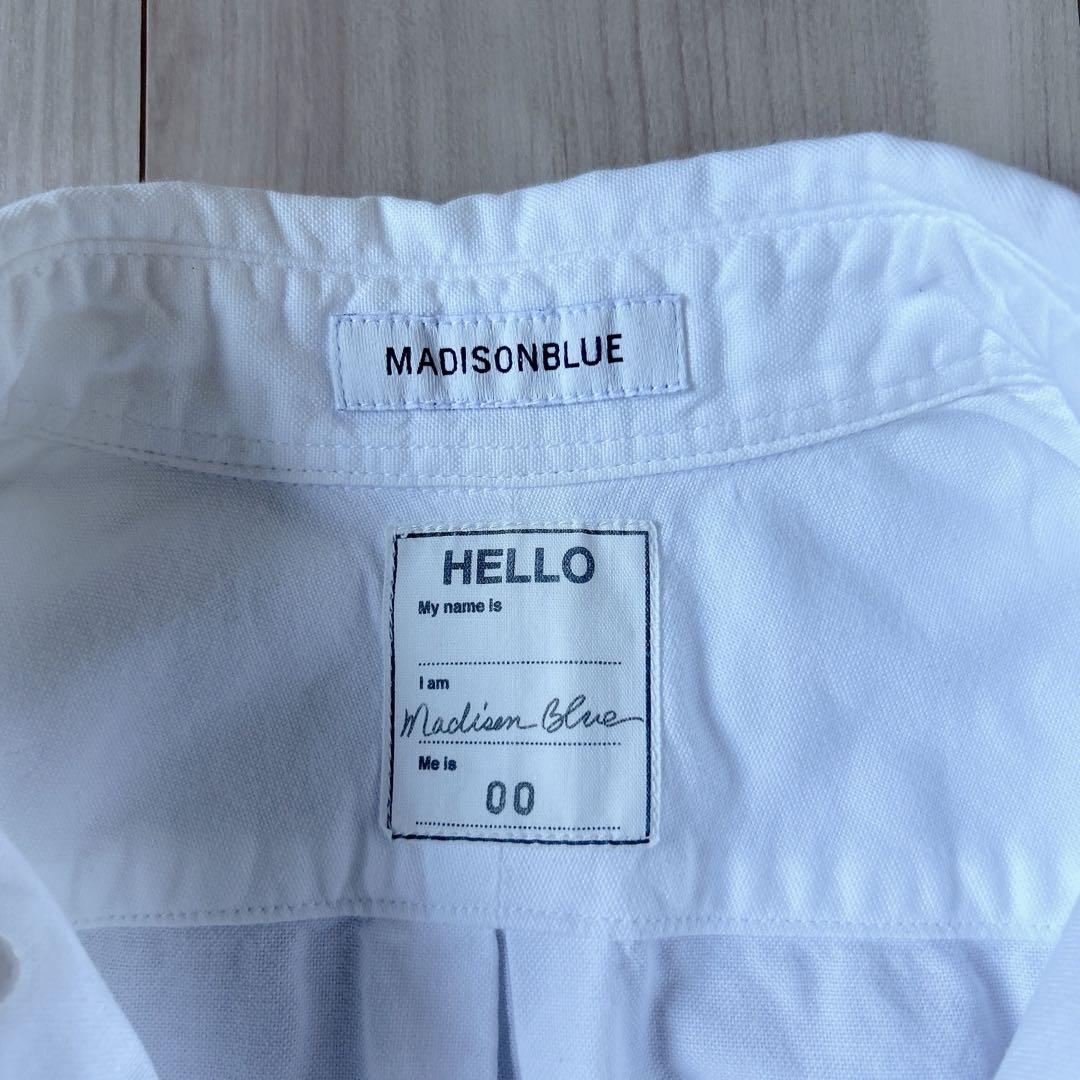 MADISONBLUE
HELLO
My name is
I am
Madison Blue
Me is
00